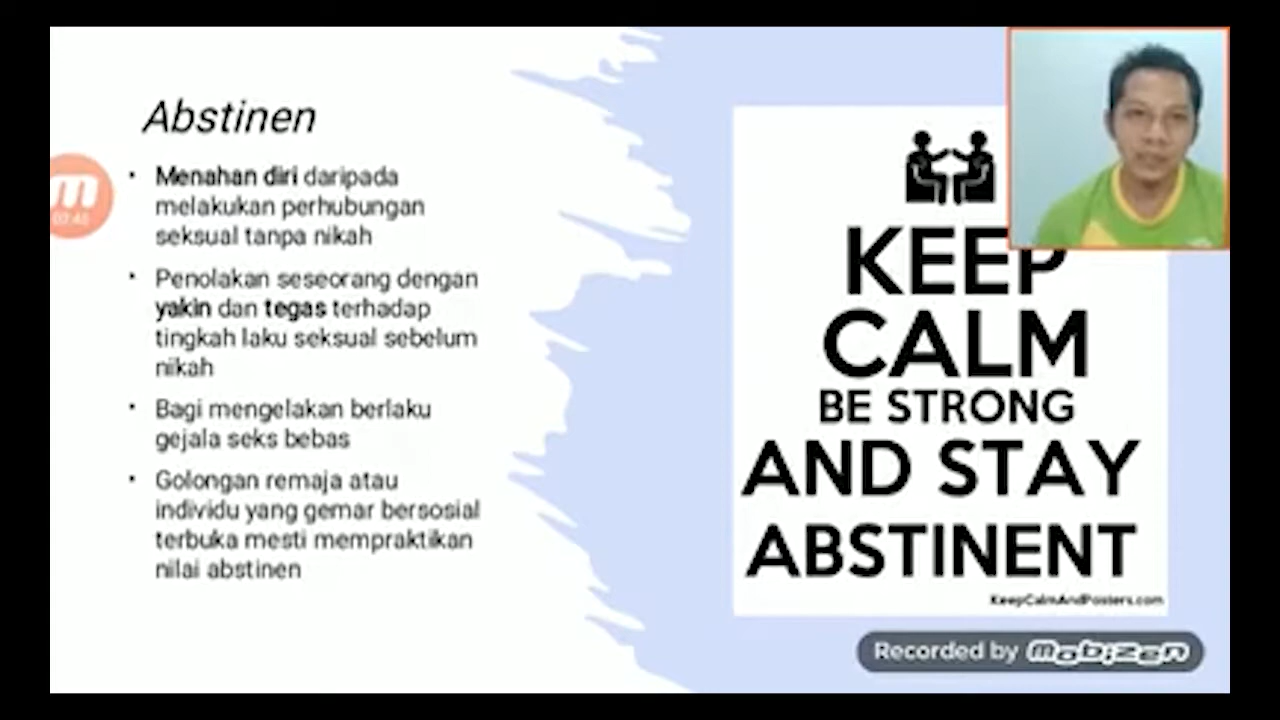 Abstinen
• Menahan diri daripada
melakukan perhubungan
seksual tanpa nikah
• Penolakan seseorang dengan
yakin dan tegas terhadap
tingkah laku seksual sebelum
nikah
• Bagi mengelakan berlaku
gejala seks bebas
• Golongan remaja atau
individu yang gemar bersosial
terbuka mesti mempraktikan
nilai abstinen
KEEP
CALM
BE STRONG
AND STAY
ABSTINENT
KeepCalmAndPosters.com
Recorded by mobizen